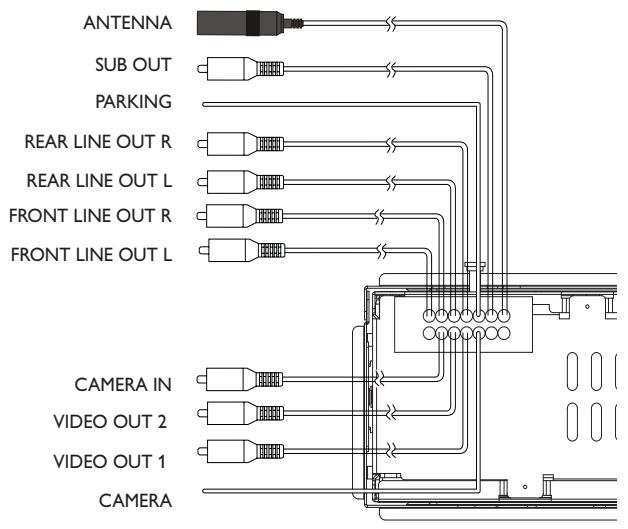 ANTENNA
SUB OUT
PARKING
REAR LINE OUT R
REAR LINE OUT L
FRONT LINE OUT R
FRONT LINE OUT L
CAMERA IN
VIDEO OUT 2
VIDEO OUT 1
CAMERA